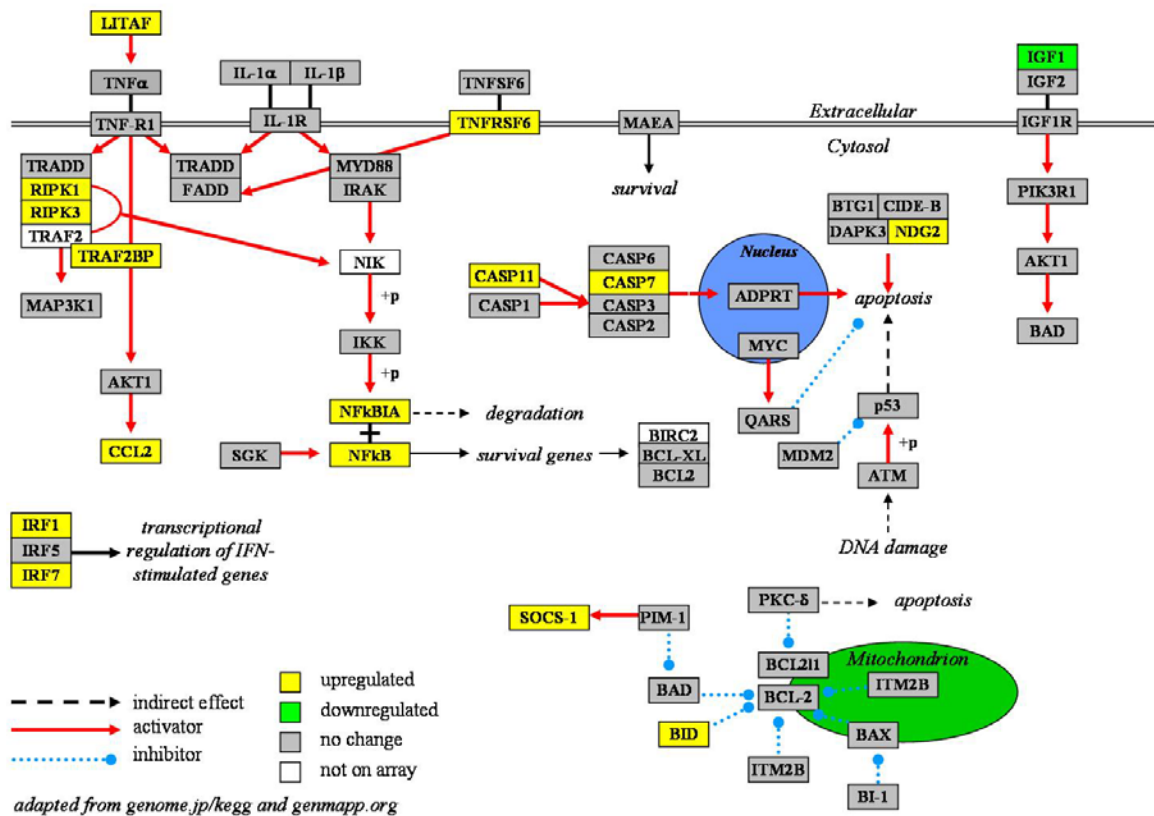 LITAF
TNFα
IL-1α IL-1β
TNFSF6
IGF1
IGF2
Extracellular
TNF-R1
IL-1R
TNFRSF6
MAEA
IGF1R
Cytosol
TRADD
RIPK1
RIPK3
TRAF2
TRAF2BP
TRADD
FADD
MYD88
IRAK
survival
PIK3R1
BTG1 CIDE-B
DAPK3 NDG2
MAP3K1
NIK
+p
CASP11
CASP1
CASP6
CASP7
CASP3
CASP2
Nucleus
ADPRT
apoptosis
AKT1
BAD
MYC
IKK
+p
AKT1
NFkBIA
degradation
QARS
p53
CCL2
SGK
NFkB
survival genes
BIRC2
BCL-XL
BCL2
MDM2
+p
ATM
DNA damage
IRF1
IRF5
IRF7
transcriptional
regulation of IFN-
stimulated genes
SOCS-1
PIM-1
PKC-δ
apoptosis
BCL2l1
Mitochondrion
BAD
BCL-2
ITM2B
BID
BAX
ITM2B
BI-1
indirect effect
activator
inhibitor
upregulated
downregulated
no change
not on array
adapted from genome.jp/kegg and genmapp.org